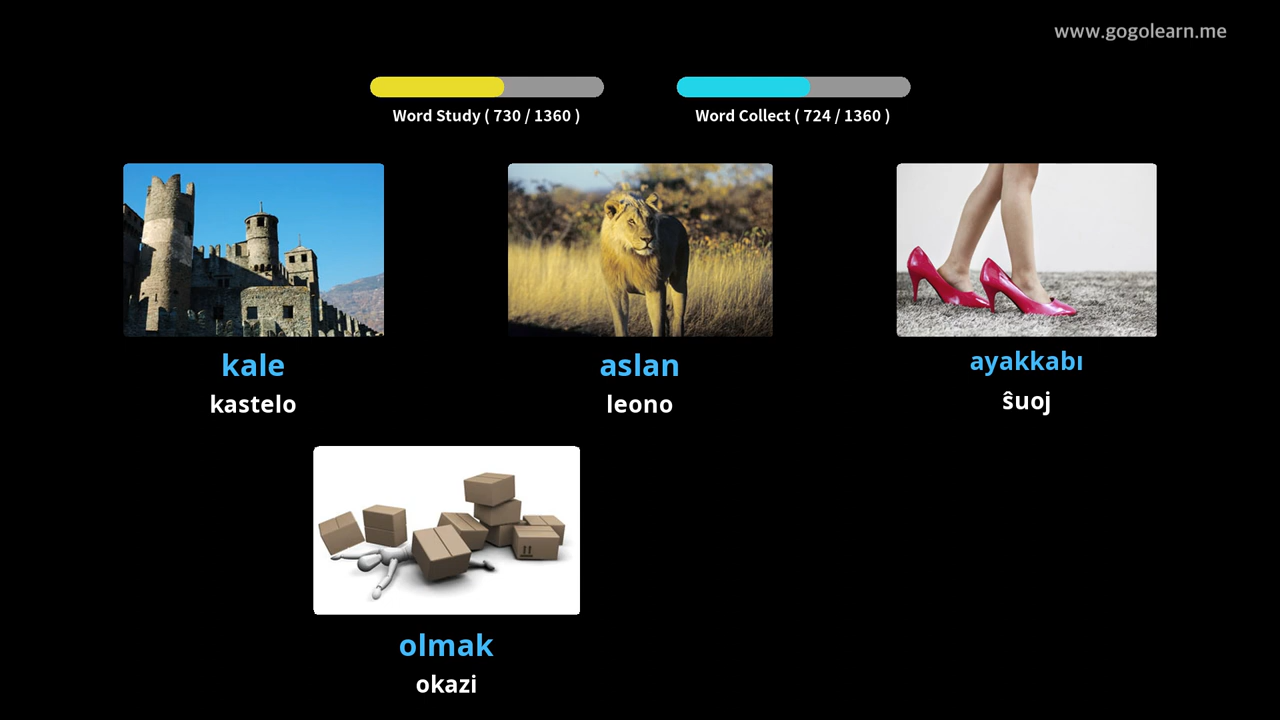 www.gogolearn.me
Word Study ( 730 / 1360 )
Word Collect ( 724 / 1360 )
kale
kastelo
aslan
leono
ayakkabı
ŝuoj
olmak
okazi